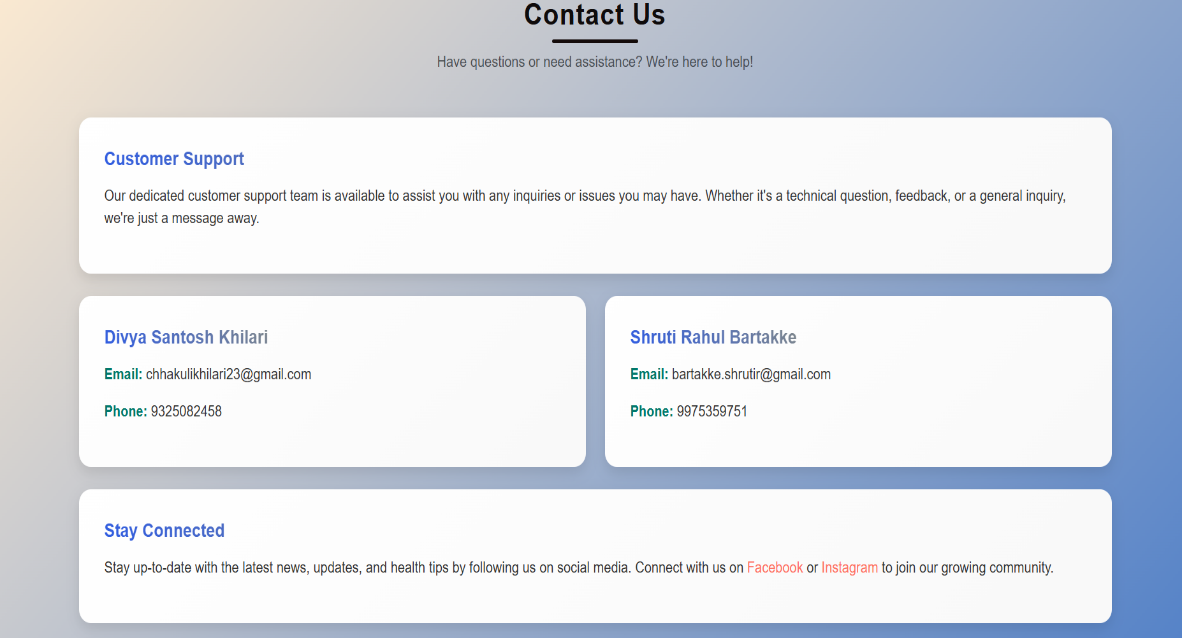 Contact Us
Have questions or need assistance? We're here to help!
Customer Support
Our dedicated customer support team is available to assist you with any inquiries or issues you may have. Whether it's a technical question, feedback, or a general inquiry,
we're just a message away.
Divya Santosh Khilari
Email: chhakulikhilari23@gmail.com
Phone: 9325082458
Shruti Rahul Bartakke
Email: bartakke.shrutir@gmail.com
Phone: 9975359751
Stay Connected
Stay up-to-date with the latest news, updates, and health tips by following us on social media. Connect with us on Facebook or Instagram to join our growing community.